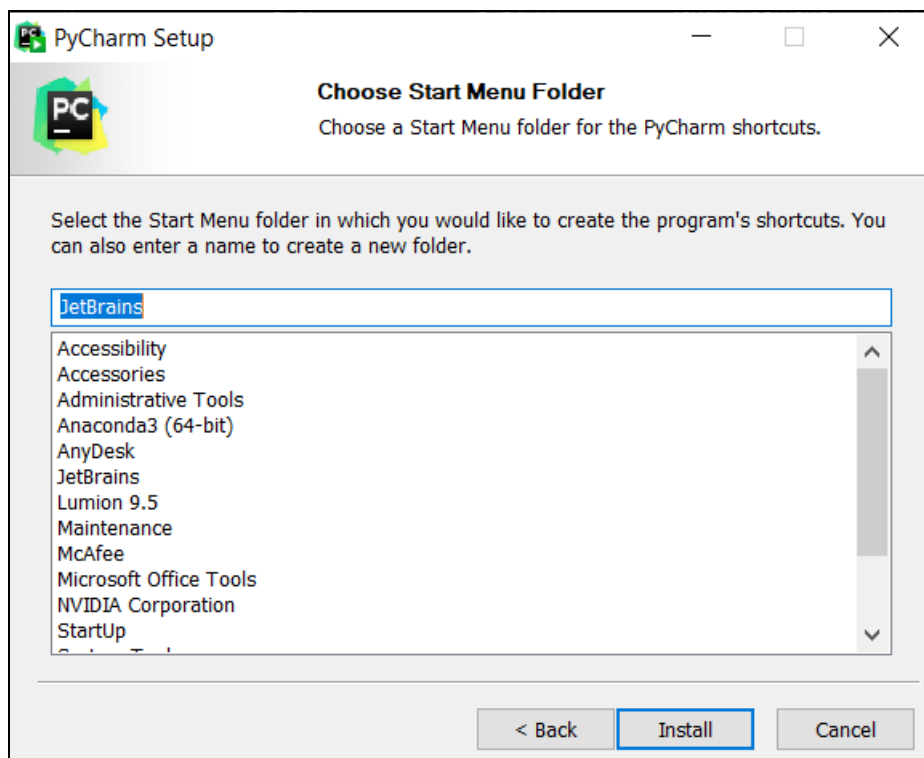 PyCharm Setup
PC
Choose Start Menu Folder
Choose a Start Menu folder for the PyCharm shortcuts.
Select the Start Menu folder in which you would like to create the program's shortcuts. You
can also enter a name to create a new folder.
JetBrains
Accessibility
Accessories
Administrative Tools
Anaconda3 (64-bit)
AnyDesk
JetBrains
Lumion 9.5
Maintenance
McAfee
Microsoft Office Tools
NVIDIA Corporation
StartUp
< Back
Install
Cancel